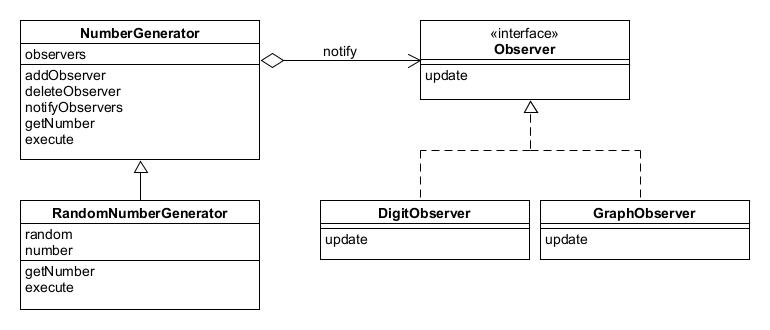 NumberGenerator
observers
addObserver
deleteObserver
notifyObservers
getNumber
execute
notify
«interface»
Observer
update
RandomNumberGenerator
random
number
getNumber
execute
DigitObserver
update
GraphObserver
update